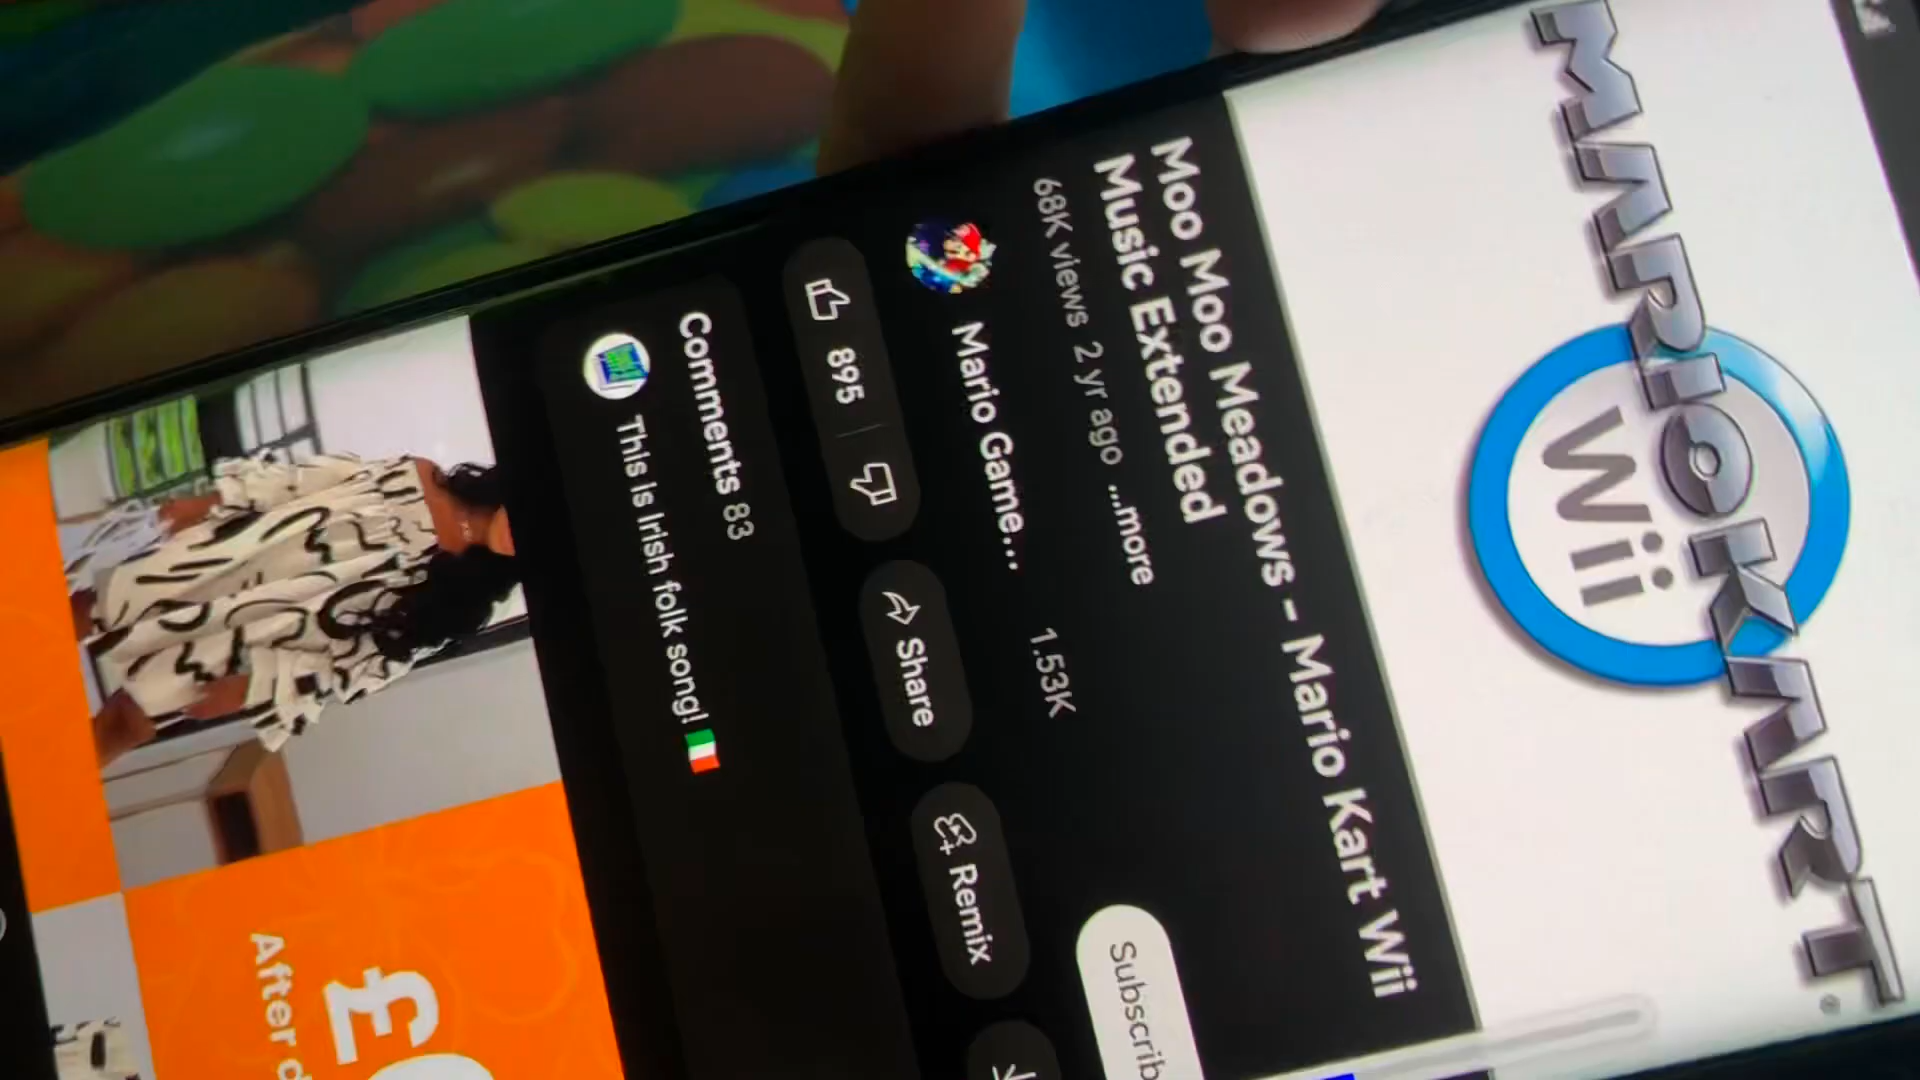 MARIOKART
Wii
Moo Moo Meadows - Mario Kart Wii
Music Extended
68K views 2 yr ago ...more
Mario Game... 1.53K
Subscrib
895
Share
Remix
Comments 83
This is Irish folk song! 🇮🇪
£
After d